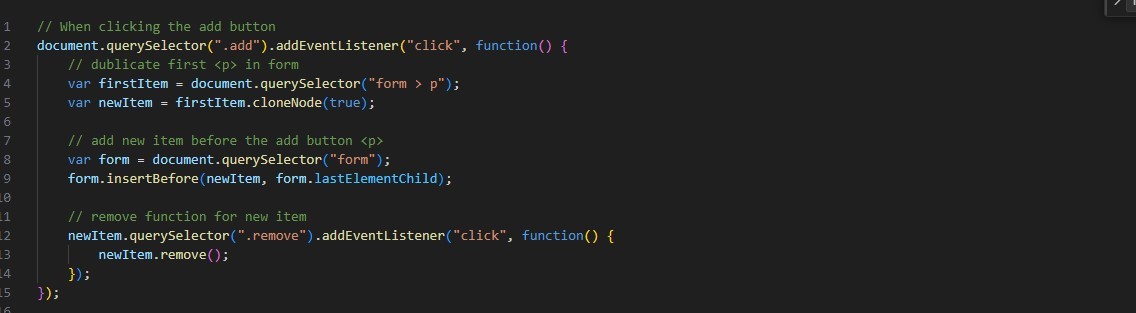 1 // When clicking the add button
2 document.querySelector(".add").addEventListener("click", function() {
3 // dublicate first <p> in form
4 var firstItem = document.querySelector("form > p");
5 var newItem = firstItem.cloneNode(true);
6
7 // add new item before the add button <p>
8 var form = document.querySelector("form");
9 form.insertBefore(newItem, form.lastElementChild);
10
11 // remove function for new item
12 newItem.querySelector(".remove").addEventListener("click", function() {
13 newItem.remove();
14 });
15 });
16